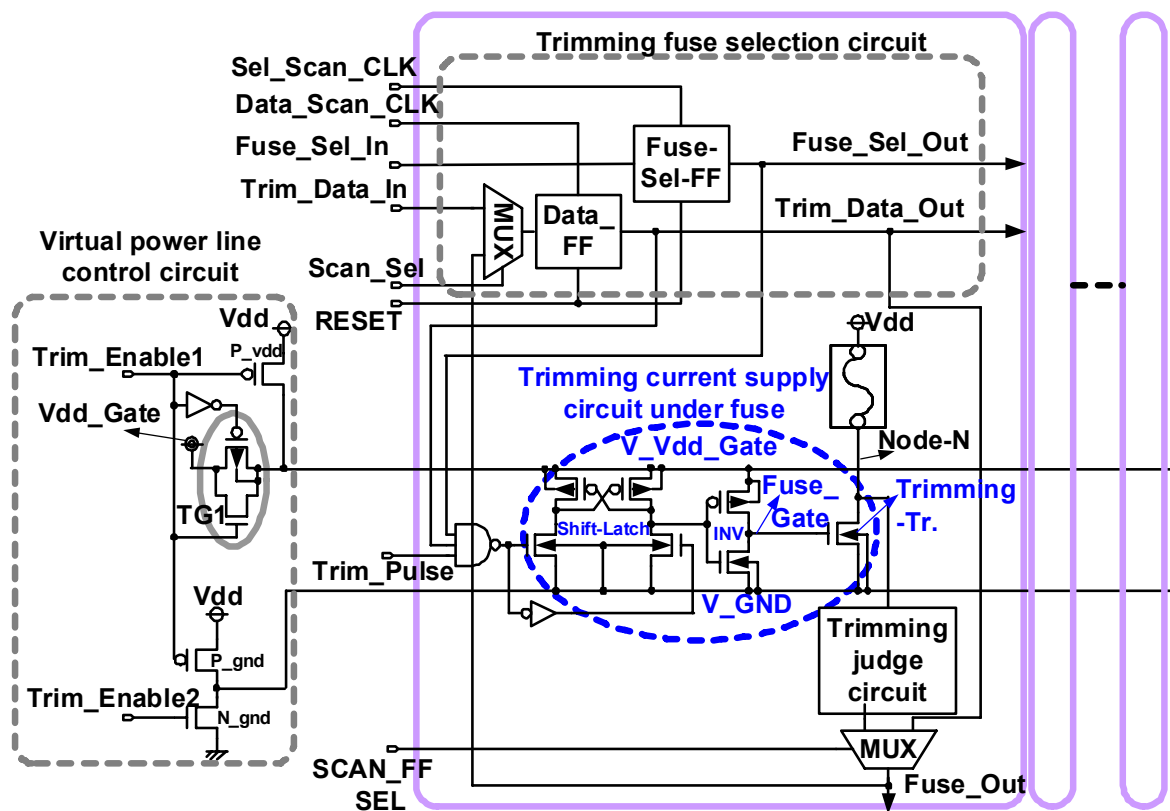 Trimming fuse selection circuit
Sel_Scan_CLK
Data_Scan_CLK
Fuse_Sel_In
Trim_Data_In
Scan_Sel
RESET
MUX
Data_
FF
Fuse-
Sel-FF
Fuse_Sel_Out
Trim_Data_Out
Virtual power line
control circuit
Vdd
Trim_Enable1
P_vdd
Vdd_Gate
TG1
Vdd
P_gnd
Trim_Enable2
N_gnd
Trim_Pulse
Trimming current supply
circuit under fuse
V_Vdd_Gate
Shift-Latch
INV
Fuse_
Gate
V_GND
Vdd
Node-N
Trimming
-Tr.
Trimming
judge
circuit
MUX
SCAN_FF
SEL
Fuse_Out